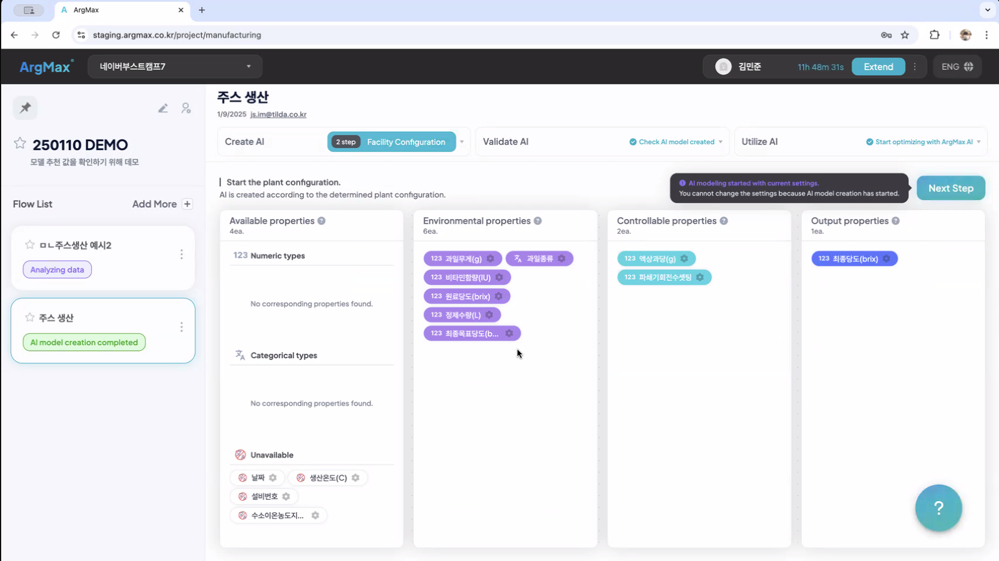 ArgMax
staging.argmax.co.kr/project/manufacturing
ArgMax
네이버부스트캠프7
김민준
11h 48m 31s
Extend
ENG
250110 DEMO
모델 추천 값을 확인하기 위해 데모
Flow List
Add More
ㅁㄴ주스생산 예시2
Analyzing data
주스 생산
AI model creation completed
주스 생산
1/9/2025 js.im@tilda.co.kr
Create AI
2 step Facility Configuration
Validate AI
Check AI model created
Utilize AI
Start optimizing with ArgMax AI
Start the plant configuration.
AI is created according to the determined plant configuration.
AI modeling started with current settings.
You cannot change the settings because AI model creation has started.
Next Step
Available properties ?
4ea.
123 Numeric types
No corresponding properties found.
Categorical types
No corresponding properties found.
Unavailable
날짜
생산온도(C)
설비번호
수소이온농도지...
Environmental properties ?
6ea.
123 과일무게(g)
과일종류
123 비타민함량(IU)
123 원료당도(brix)
123 정제수량(L)
123 최종목표당도(b...
Controllable properties ?
2ea.
123 액상과당(g)
123 파쇄기회전수셋팅
Output properties ?
1ea.
123 최종당도(brix)
?